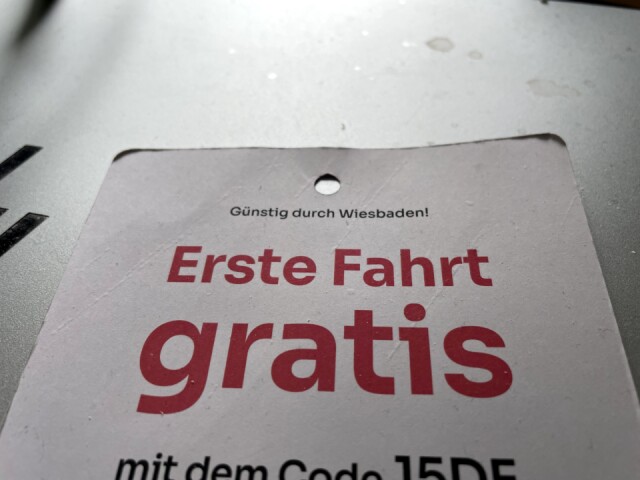 Günstig durch Wiesbaden!
Erste Fahrt
gratis
mit dem Code